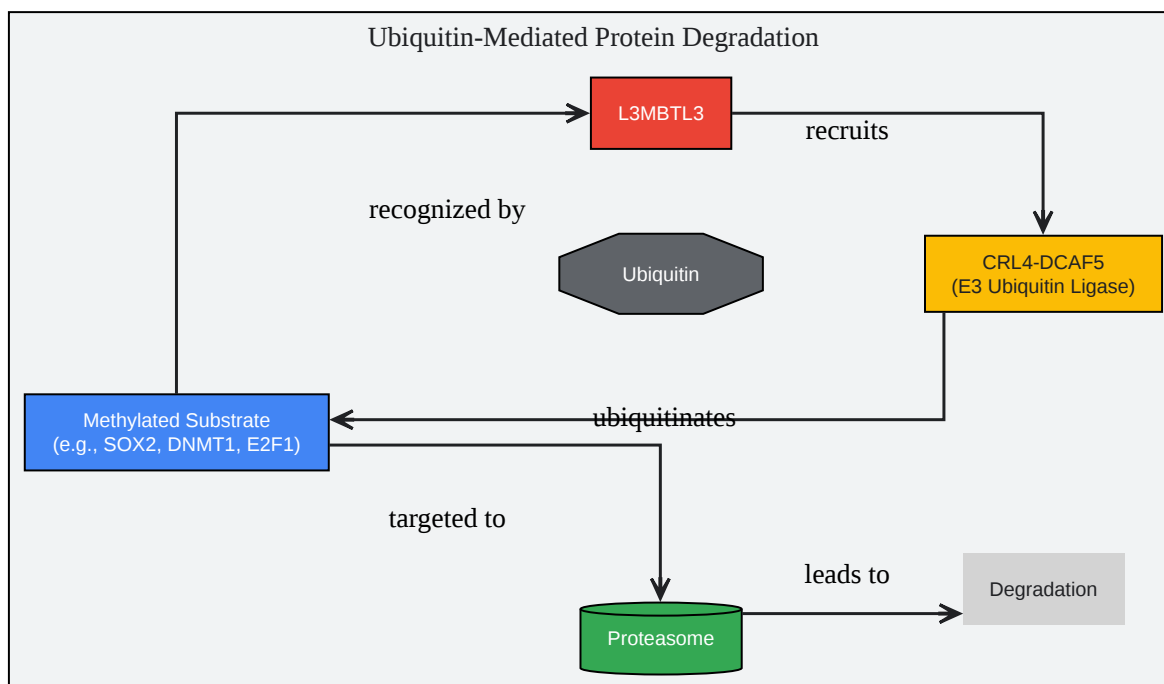 Ubiquitin-Mediated Protein Degradation
L3MBTL3
recruits
recognized by
Ubiquitin
CRL4-DCAF5
(E3 Ubiquitin Ligase)
Methylated Substrate
(e.g., SOX2, DNMT1, E2F1)
ubiquitinates
targeted to
leads to
Degradation
Proteasome